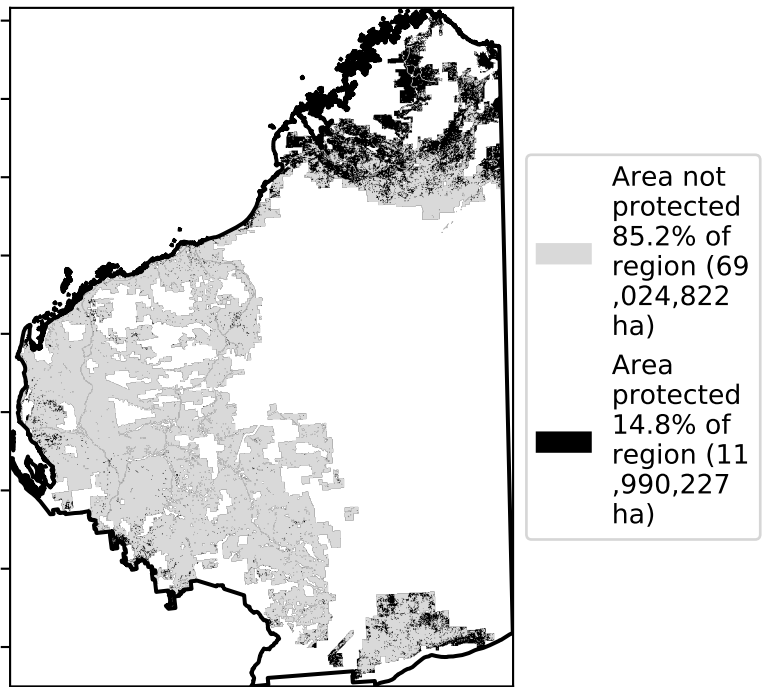 Area not
protected
85.2% of
region (69
,024,822
ha)
Area
protected
14.8% of
region (11
,990,227
ha)